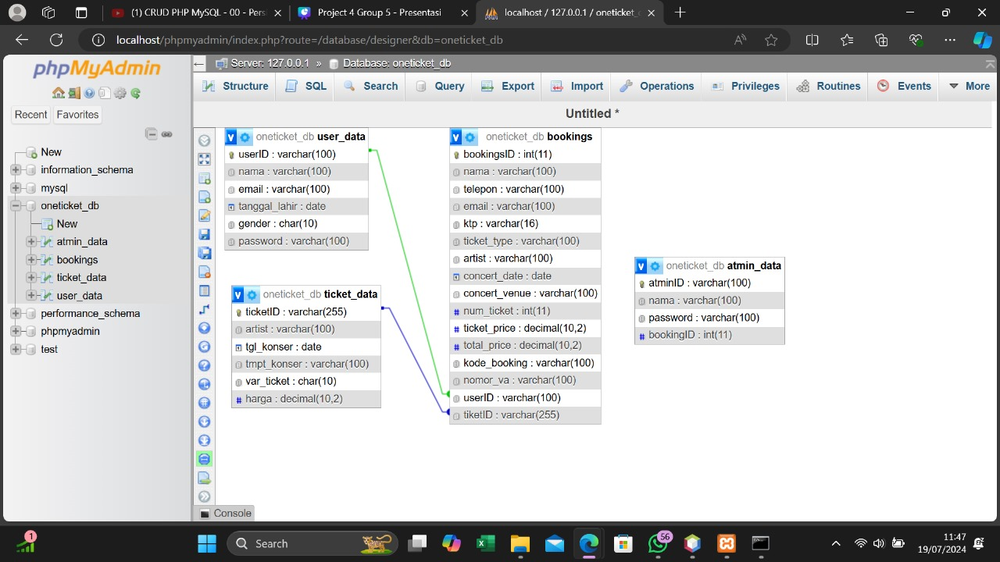 (1) CRUD PHP MySQL - 00 - Pers
Project 4 Group 5 - Presentasi
localhost / 127.0.0.1 / oneticket_
localhost/phpmyadmin/index.php?route=/database/designer&db=oneticket_db
phpMyAdmin
Recent
Favorites
New
information_schema
mysql
oneticket_db
New
atmin_data
bookings
ticket_data
user_data
performance_schema
phpmyadmin
test
Server: 127.0.0.1 » Database: oneticket_db
Structure
SQL
Search
Query
Export
Import
Operations
Privileges
Routines
Events
More
Untitled *
oneticket_db user_data
userID : varchar(100)
nama : varchar(100)
email : varchar(100)
tanggal_lahir : date
gender : char(10)
password : varchar(100)
oneticket_db ticket_data
ticketID : varchar(255)
artist : varchar(100)
tgl_konser : date
tmpt_konser : varchar(100)
var_ticket : char(10)
harga : decimal(10,2)
oneticket_db bookings
bookingsID : int(11)
nama : varchar(100)
telepon : varchar(100)
email : varchar(100)
ktp : varchar(16)
ticket_type : varchar(100)
artist : varchar(100)
concert_date : date
concert_venue : varchar(100)
num_ticket : int(11)
ticket_price : decimal(10,2)
total_price : decimal(10,2)
kode_booking : varchar(100)
nomor_va : varchar(100)
userID : varchar(100)
tiketID : varchar(255)
oneticket_db atmin_data
atminID : varchar(100)
nama : varchar(100)
password : varchar(100)
bookingID : int(11)
Console
1
Search
56
11:47
19/07/2024